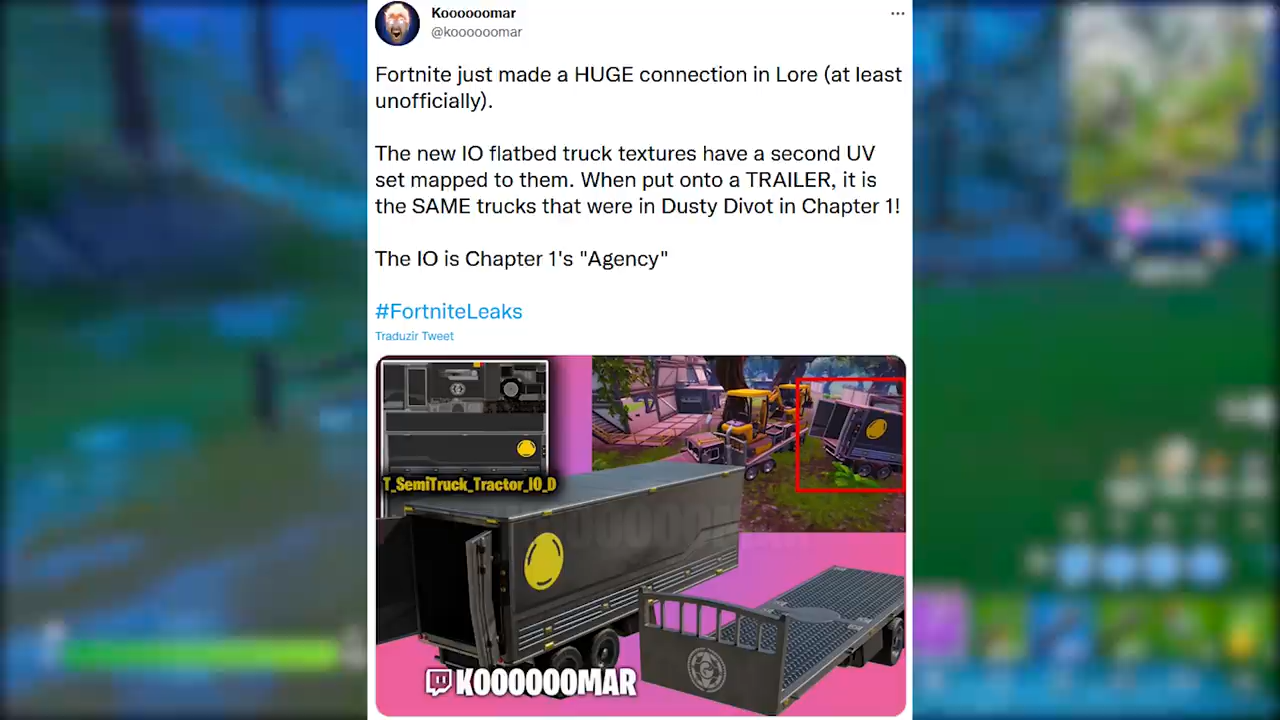 Koooooomar
@koooooomar
Fortnite just made a HUGE connection in Lore (at least
unofficially).
The new IO flatbed truck textures have a second UV
set mapped to them. When put onto a TRAILER, it is
the SAME trucks that were in Dusty Divot in Chapter 1!
The IO is Chapter 1's "Agency"
#FortniteLeaks
Traduzir Tweet
T_SemiTruck_Tractor_IO_D
KOOOOOOMAR